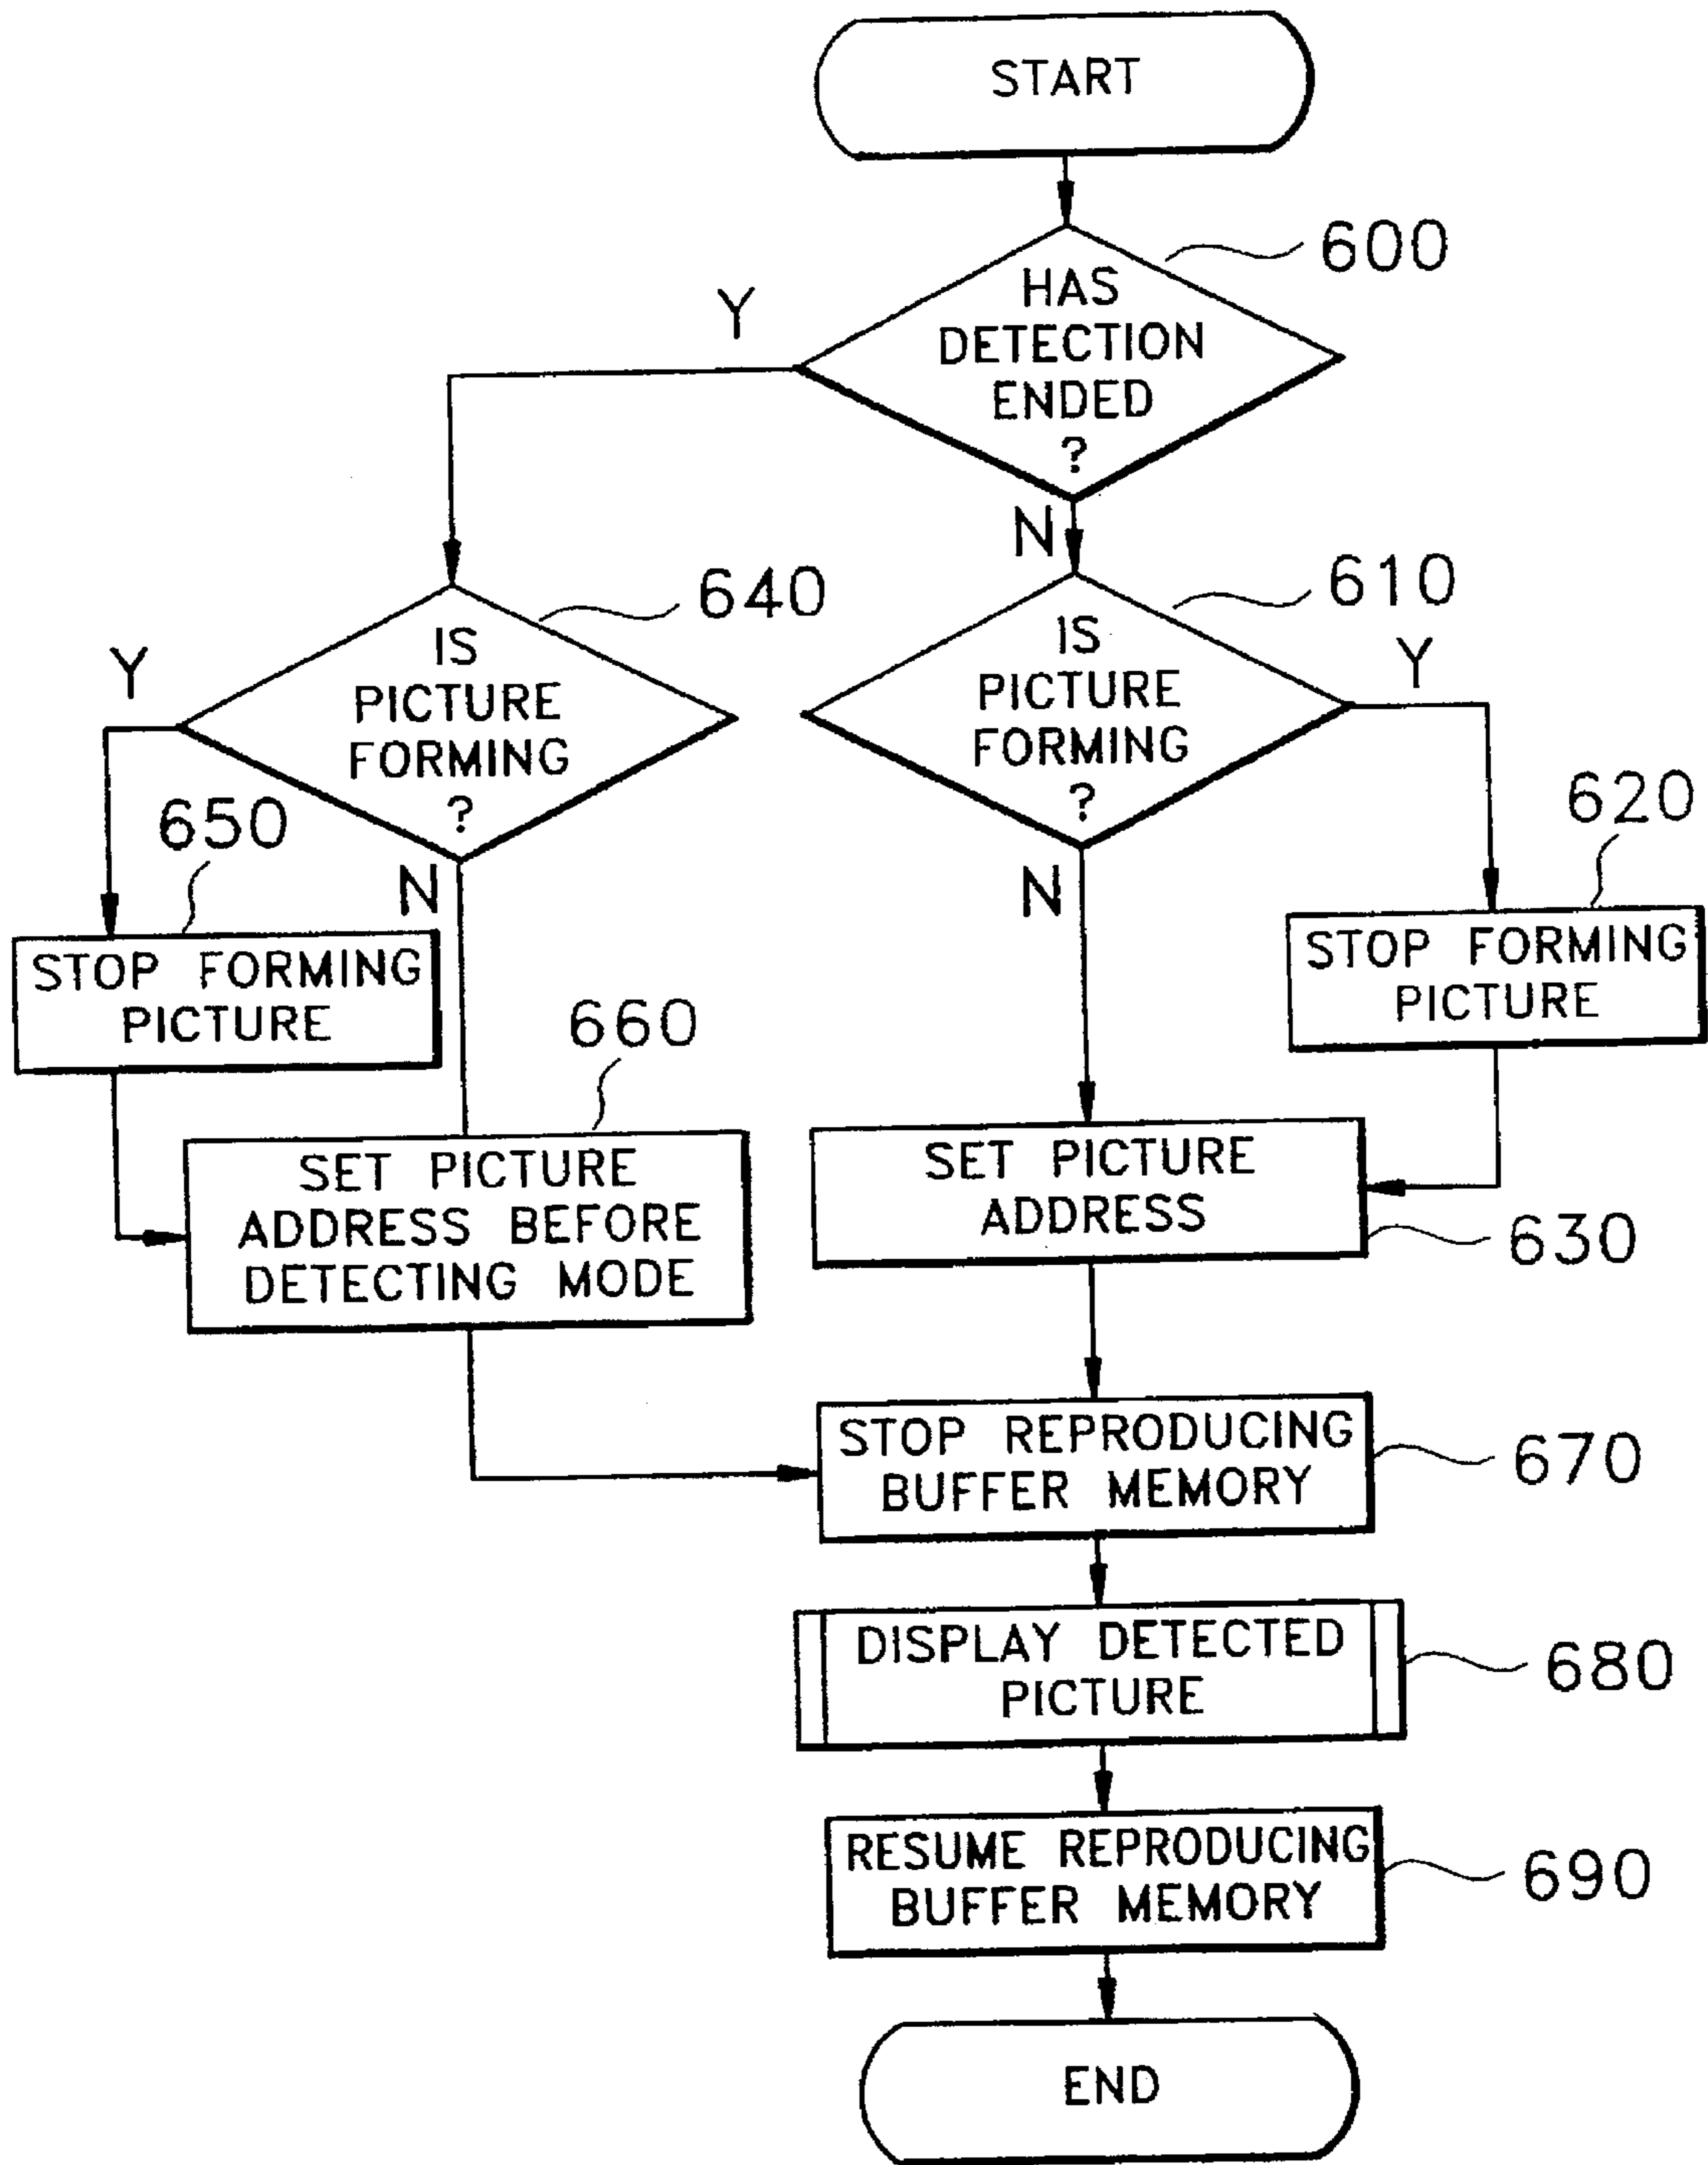 START
600
HAS
DETECTION
ENDED
?
Y
N
640
IS
PICTURE
FORMING
?
Y
N
610
IS
PICTURE
FORMING
?
Y
N
650
STOP FORMING
PICTURE
620
STOP FORMING
PICTURE
660
SET PICTURE
ADDRESS BEFORE
DETECTING MODE
SET PICTURE
ADDRESS
630
STOP REPRODUCING
BUFFER MEMORY
670
DISPLAY DETECTED
PICTURE
680
RESUME REPRODUCING
BUFFER MEMORY
690
END